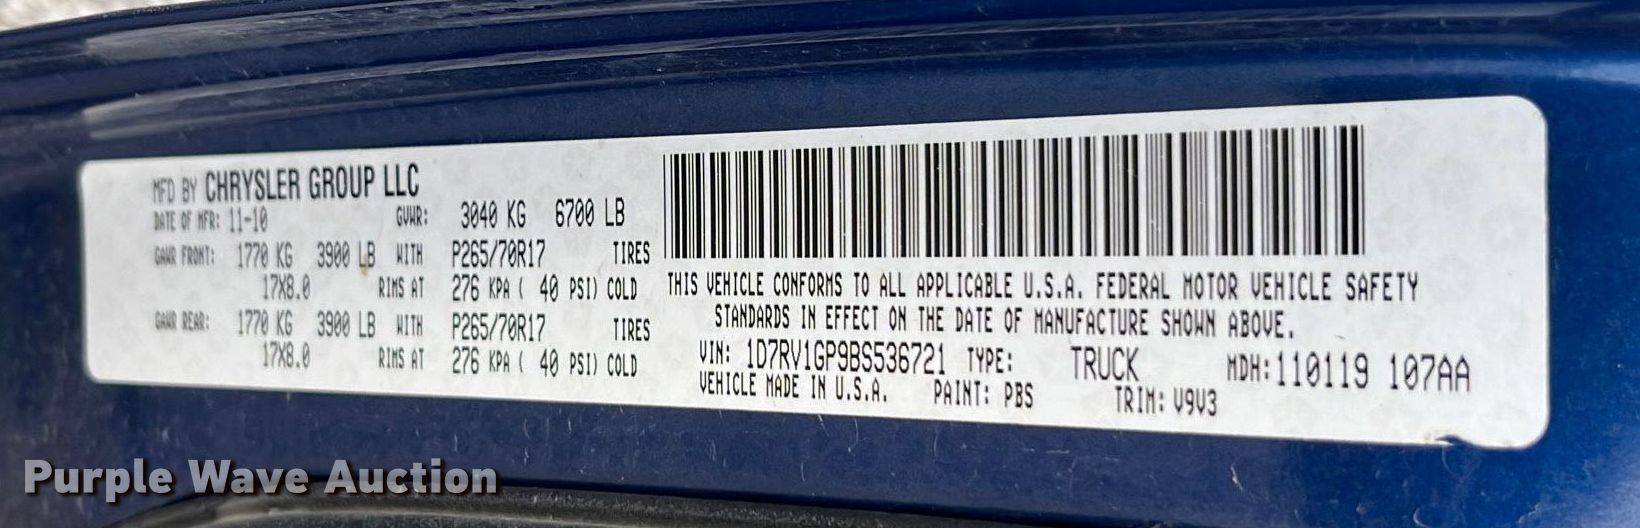 MFD BY CHRYSLER GROUP LLC
DATE OF MFR: 11-10 GVWR: 3040 KG 6700 LB
GAWR FRONT: 1770 KG 3900 LB WITH P265/70R17 TIRES
17X8.0 RIMS AT 276 KPA ( 40 PSI) COLD
GAWR REAR: 1770 KG 3900 LB WITH P265/70R17 TIRES
17X8.0 RIMS AT 276 KPA ( 40 PSI) COLD
THIS VEHICLE CONFORMS TO ALL APPLICABLE U.S.A. FEDERAL MOTOR VEHICLE SAFETY
STANDARDS IN EFFECT ON THE DATE OF MANUFACTURE SHOWN ABOVE.
VIN: 1D7RV1GP9BS536721 TYPE: TRUCK MDH: 110119 107AA
VEHICLE MADE IN U.S.A. PAINT: PBS TRIM: V9V3
Purple Wave Auction